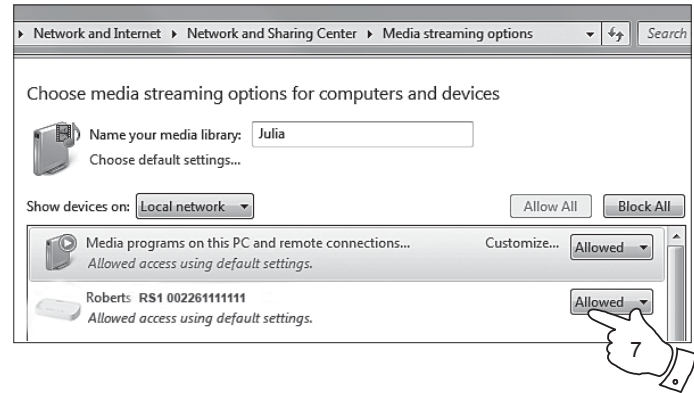 Network and Internet Network and Sharing Center Media streaming options Search
Choose media streaming options for computers and devices
Name your media library: Julia
Choose default settings...
Show devices on: Local network Allow All Block All
Media programs on this PC and remote connections... Customize... Allowed
Allowed access using default settings.
Roberts RS1 002261111111 Allowed
Allowed access using default settings.
7